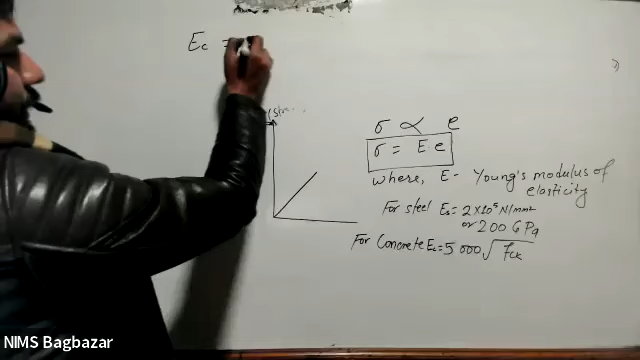 Ec =
σ ∝ e
σ = E.e
where, E- Young's modulus of
elasticity
For steel Es = 2×10⁵ N/mm²
or 200 GPa
For Concrete Ec = 5000√fck
NIMS Bagbazar